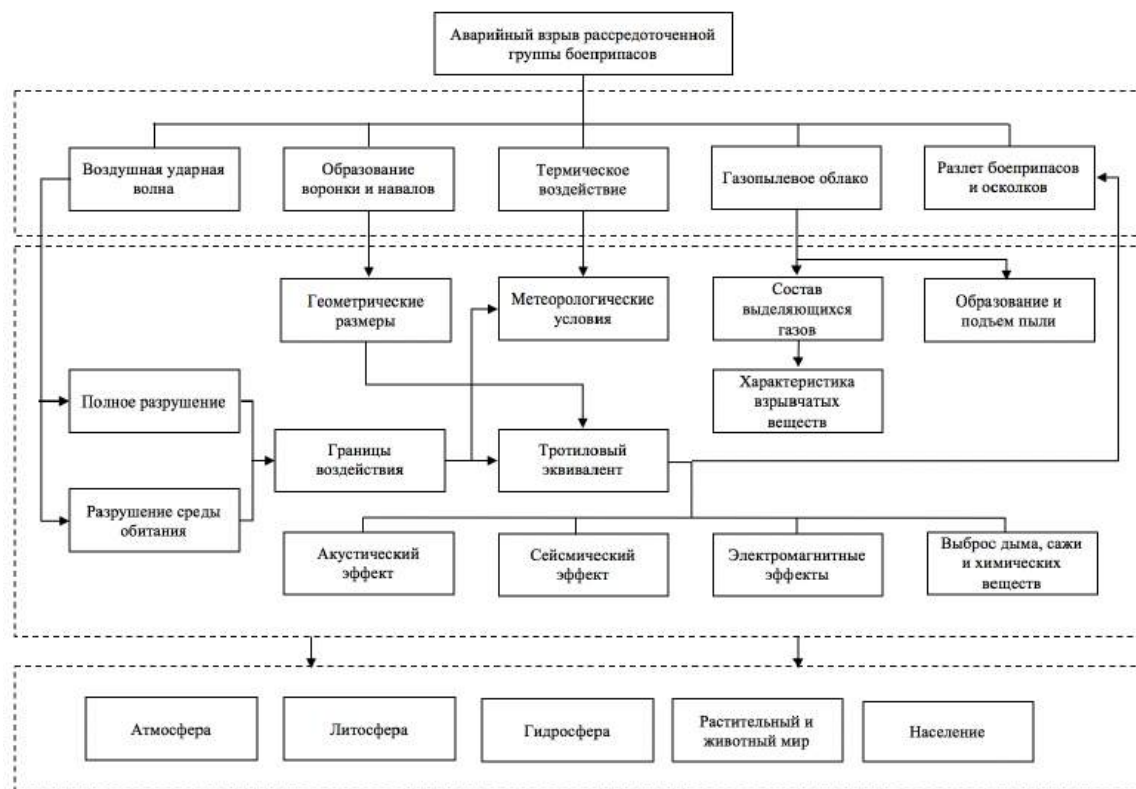 Аварийный взрыв рассредоточенной
группы боеприпасов
Воздушная ударная
волна
Образование
воронки и навалов
Термическое
воздействие
Газопылевое облако
Разлет боеприпасов
и осколков
Геометрические
размеры
Метеорологические
условия
Состав
выделяющихся
газов
Образование и
подъем пыли
Полное разрушение
Характеристика
взрывчатых
веществ
Границы
воздействия
Тротиловый
эквивалент
Разрушение среды
обитания
Акустический
эффект
Сейсмический
эффект
Электромагнитные
эффекты
Выброс дыма, сажи
и химических
веществ
Атмосфера
Литосфера
Гидросфера
Растительный и
животный мир
Население